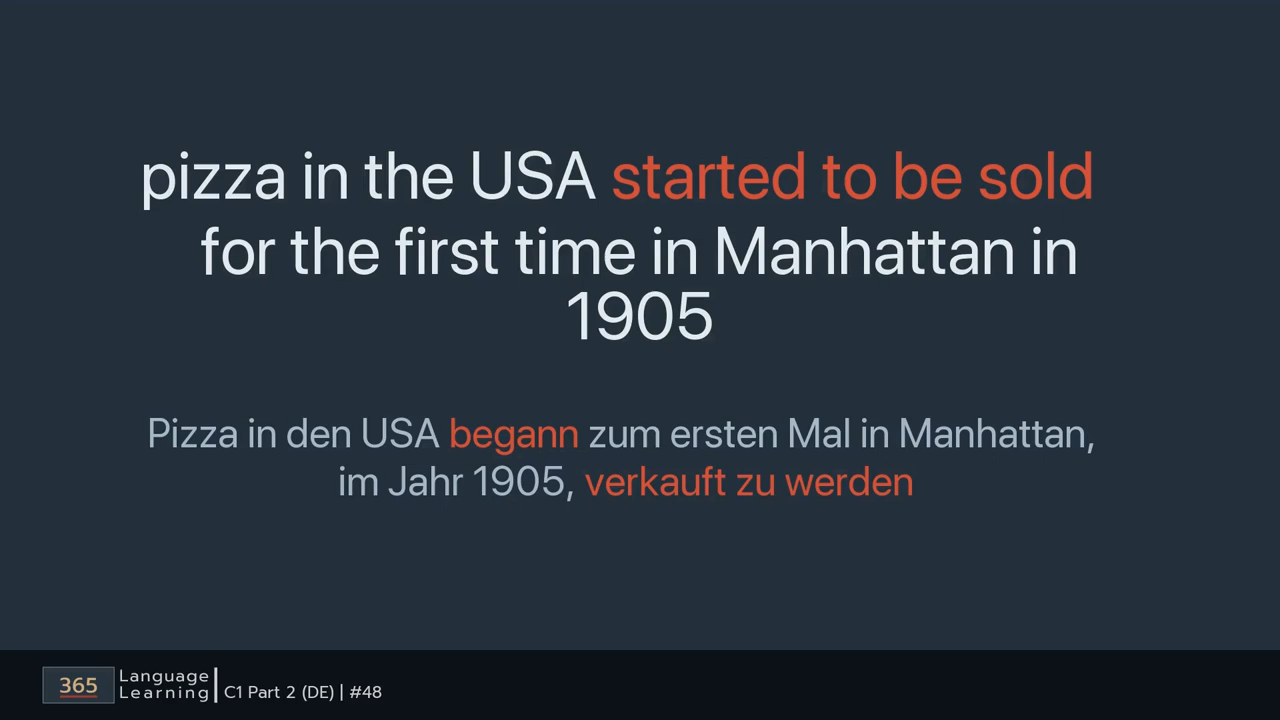 pizza in the USA started to be sold
for the first time in Manhattan in
1905
Pizza in den USA begann zum ersten Mal in Manhattan,
im Jahr 1905, verkauft zu werden
365
Language
Learning
C1 Part 2 (DE) | #48